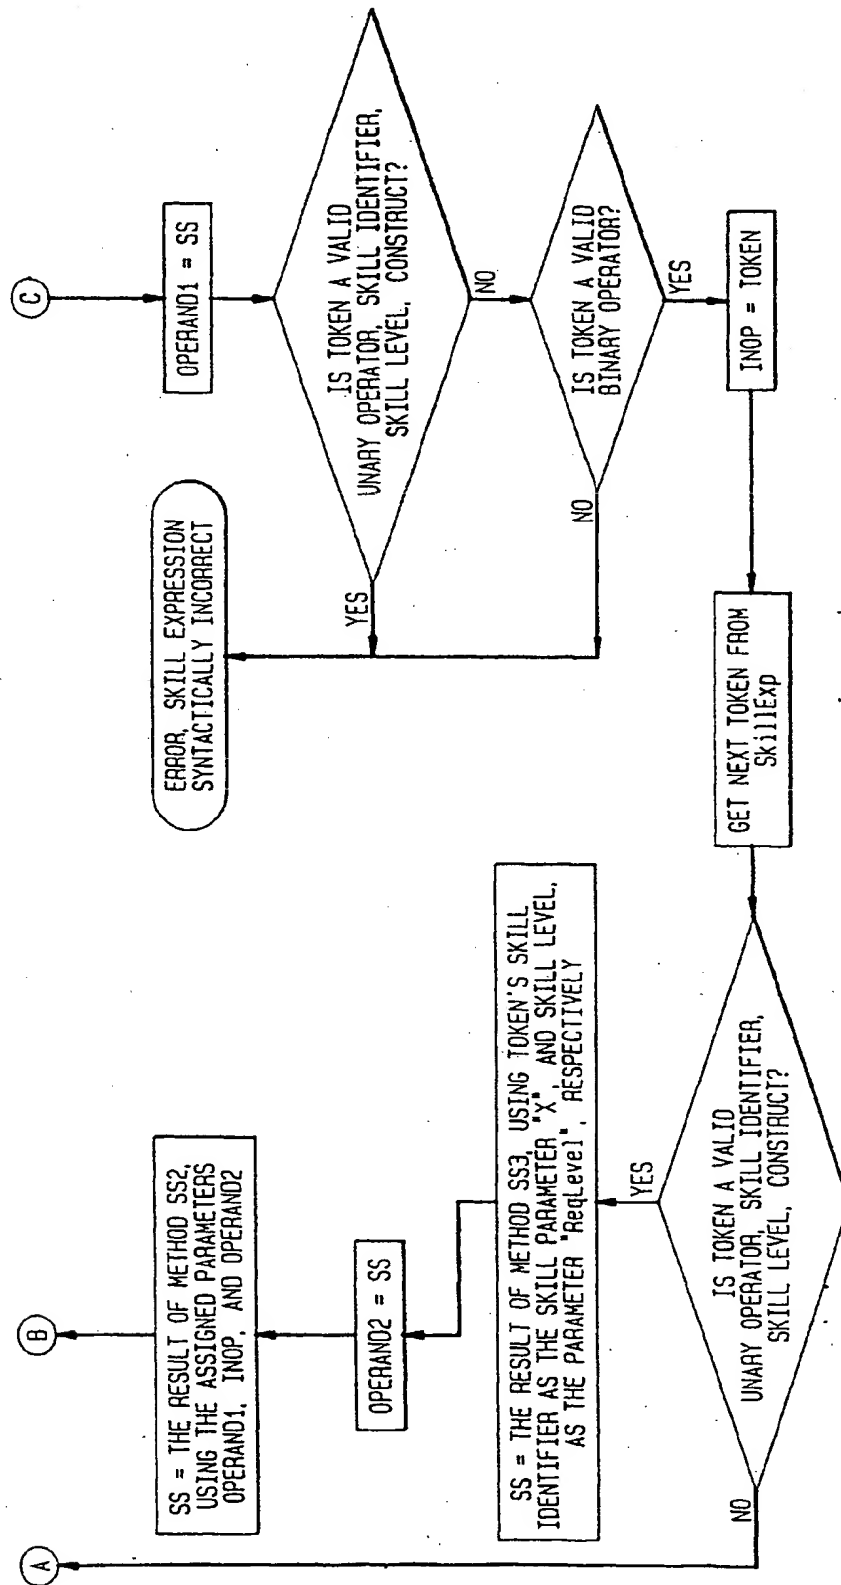 C
OPERAND1 = SS
IS TOKEN A VALID
UNARY OPERATOR, SKILL IDENTIFIER,
SKILL LEVEL, CONSTRUCT?
YES
NO
ERROR, SKILL EXPRESSION
SYNTACTICALLY INCORRECT
IS TOKEN A VALID
BINARY OPERATOR?
NO
YES
INOP = TOKEN
GET NEXT TOKEN FROM
SkillExp
IS TOKEN A VALID
UNARY OPERATOR, SKILL IDENTIFIER,
SKILL LEVEL, CONSTRUCT?
YES
NO
SS = THE RESULT OF METHOD SS3, USING TOKEN'S SKILL
IDENTIFIER AS THE SKILL PARAMETER "X", AND SKILL LEVEL,
AS THE PARAMETER "ReqLevel", RESPECTIVELY
OPERAND2 = SS
SS = THE RESULT OF METHOD SS2,
USING THE ASSIGNED PARAMETERS
OPERAND1, INOP, AND OPERAND2
B
A